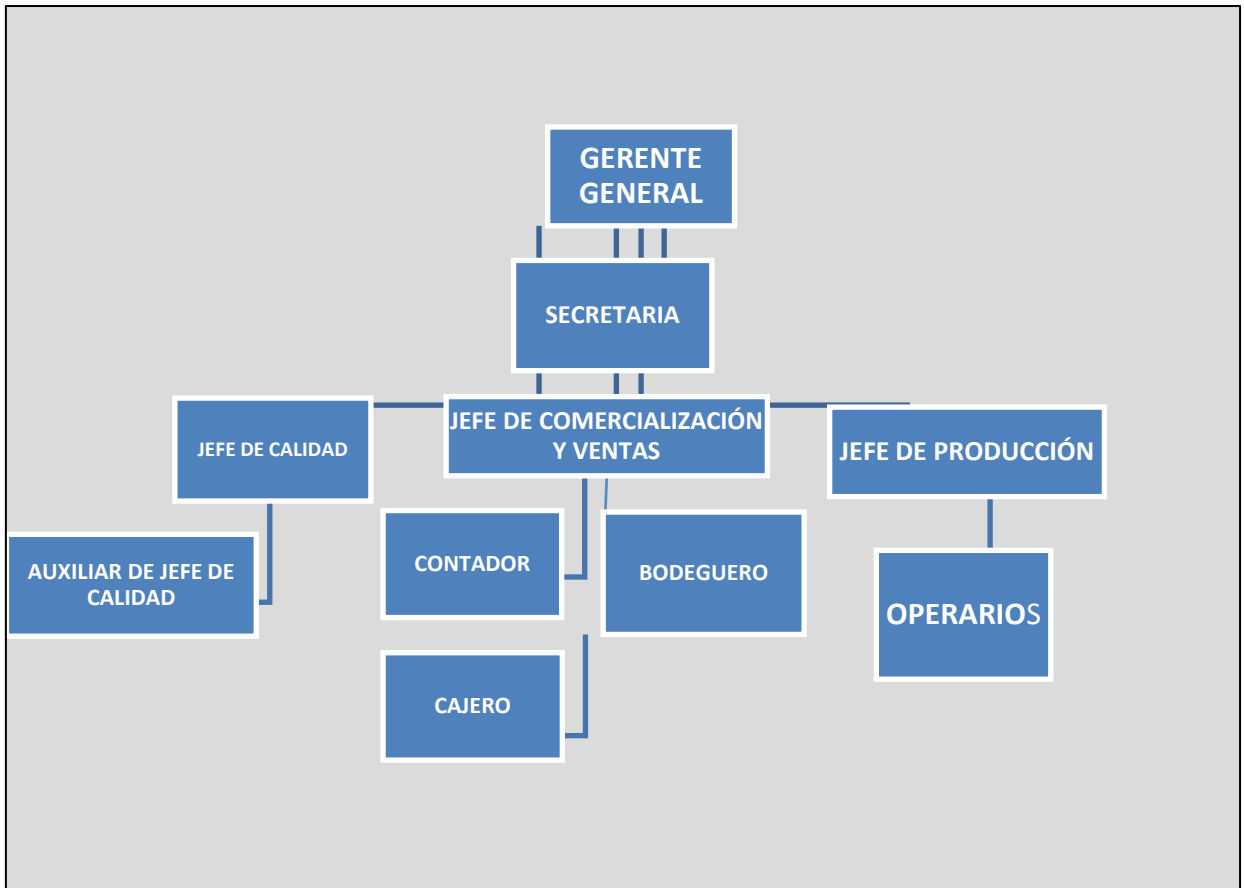 GERENTE
GENERAL
SECRETARIA
JEFE DE CALIDAD
JEFE DE COMERCIALIZACIÓN
Y VENTAS
JEFE DE PRODUCCIÓN
AUXILIAR DE JEFE DE
CALIDAD
CONTADOR
BODEGUERO
OPERARIOS
CAJERO